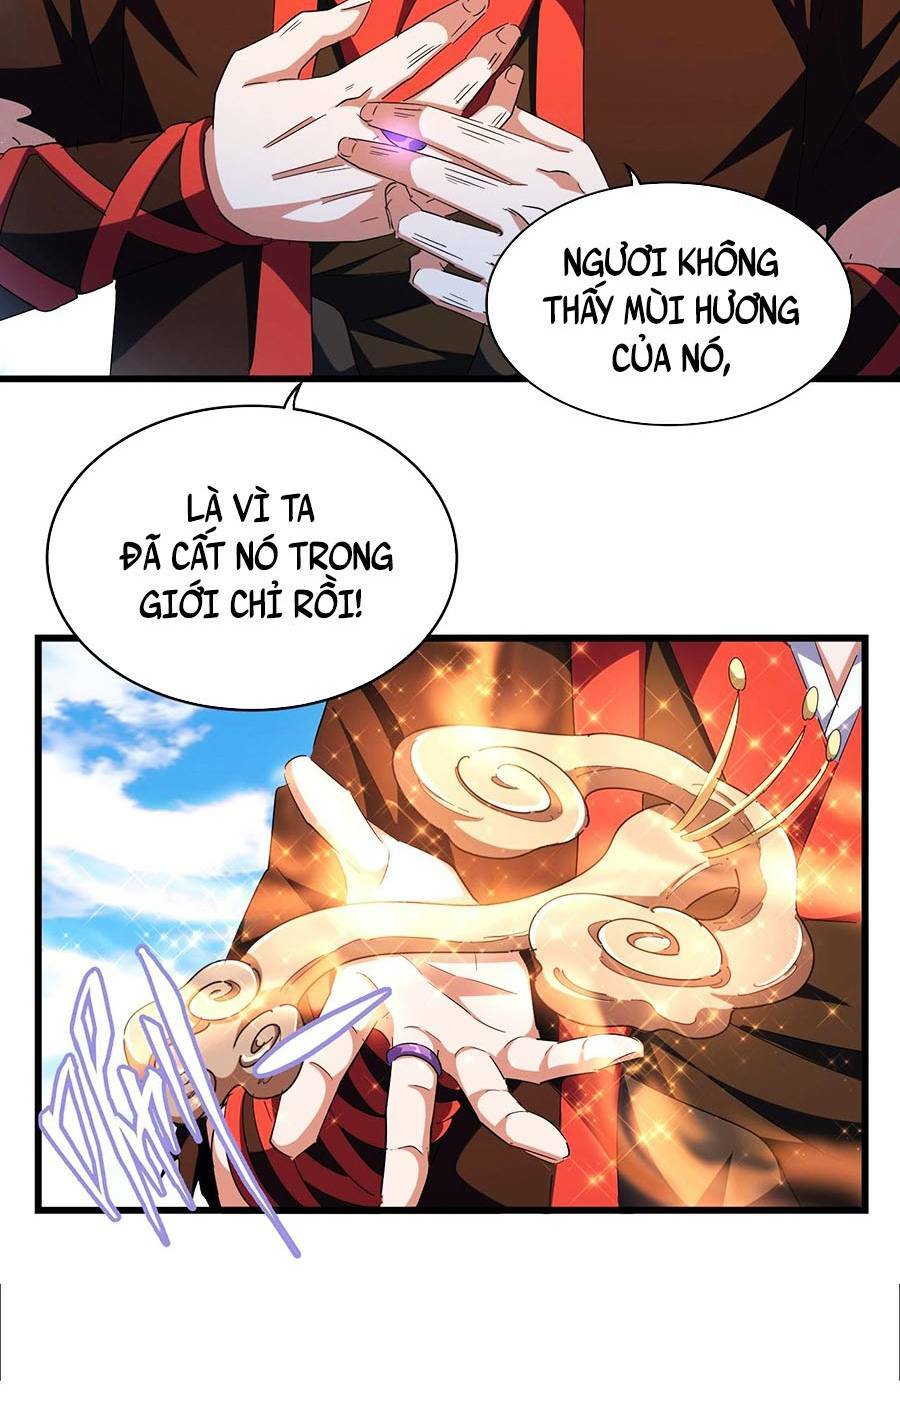 NGƯƠI KHÔNG
THẤY MÙI HƯƠNG
CỦA NÓ,
LÀ VÌ TA
ĐÃ CẤT NÓ TRONG
GIỚI CHỈ RỒI!